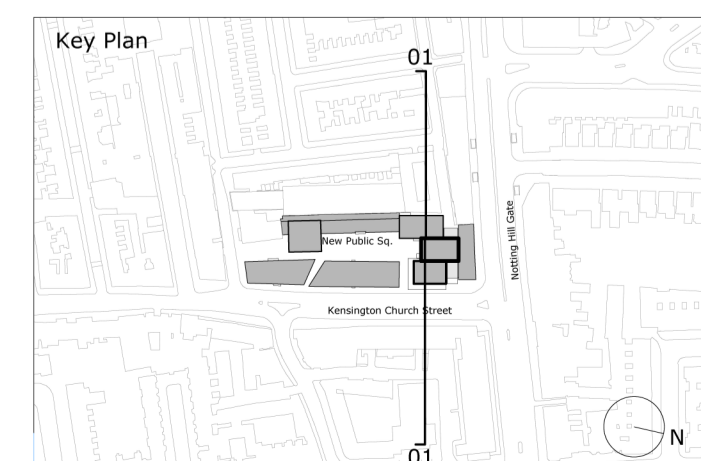 Key Plan
01
Notting Hill Gate
New Public Sq.
Kensington Church Street
N
01